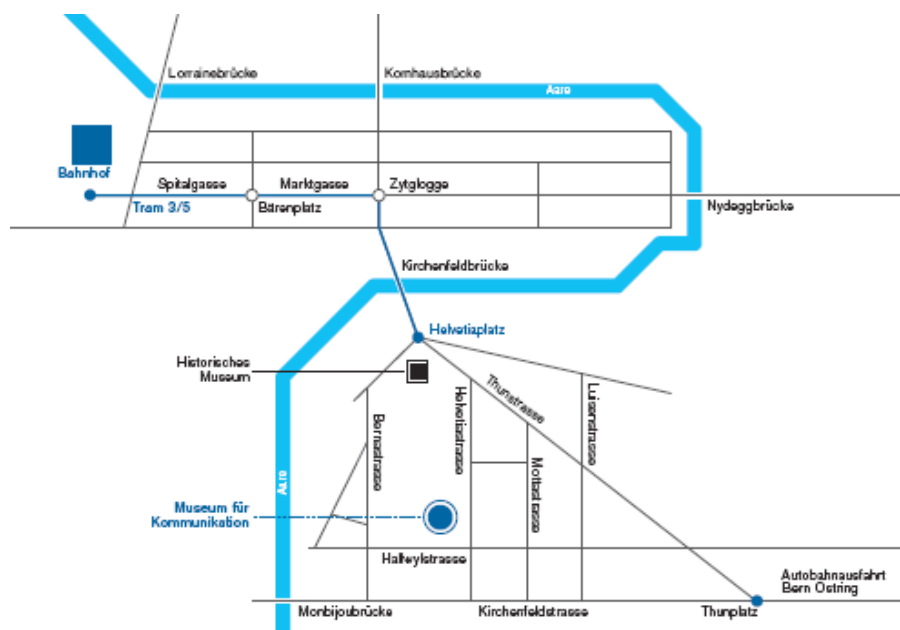 Lorrainebrücke
Kornhausbrücke
Aare
Bahnhof
Spitalgasse
Marktgasse
Zytglogge
Tram 3/5
Bärenplatz
Nydeggbrücke
Kirchenfeldbrücke
Helvetiaplatz
Historisches
Museum
Thunstrasse
Luisenstrasse
Helvetiastrasse
Bernastrasse
Mottastrasse
Aare
Museum für
Kommunikation
Hallwylstrasse
Autobahnausfahrt
Bern Ostring
Monbijoubrücke
Kirchenfeldstrasse
Thunplatz